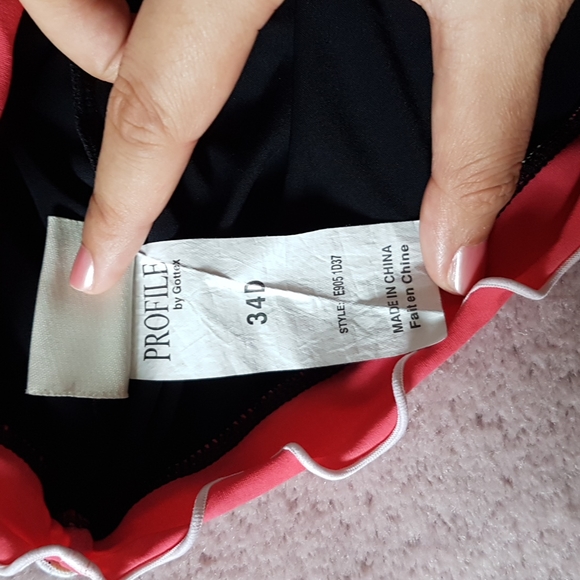 PROFILE
by Gottex
34D
STYLE: E905 1D37
MADE IN CHINA
Fait en Chine